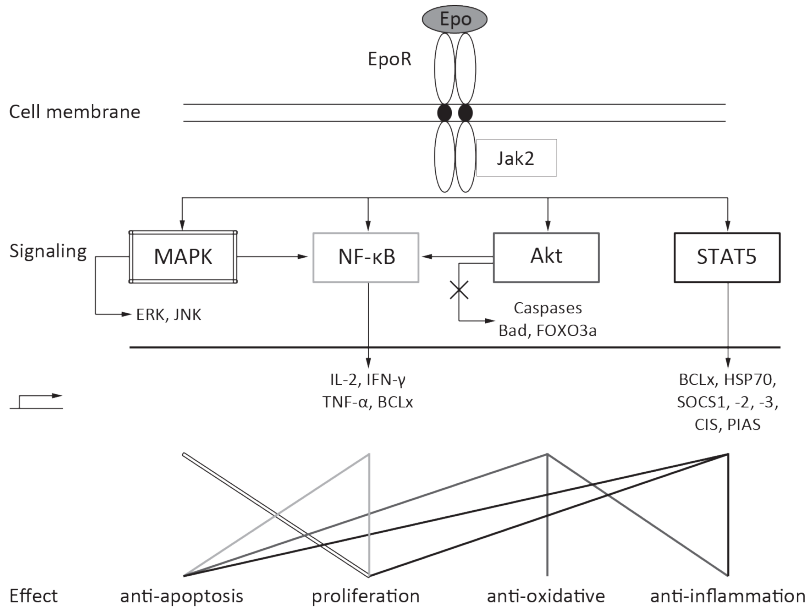 Epo
EpoR
Cell membrane
Jak2
Signaling
MAPK
NF-κB
Akt
STAT5
ERK, JNK
Caspases
Bad, FOXO3a
IL-2, IFN-γ
TNF-α, BCLx
BCLx, HSP70,
SOCS1, -2, -3,
CIS, PIAS
Effect
anti-apoptosis
proliferation
anti-oxidative
anti-inflammation